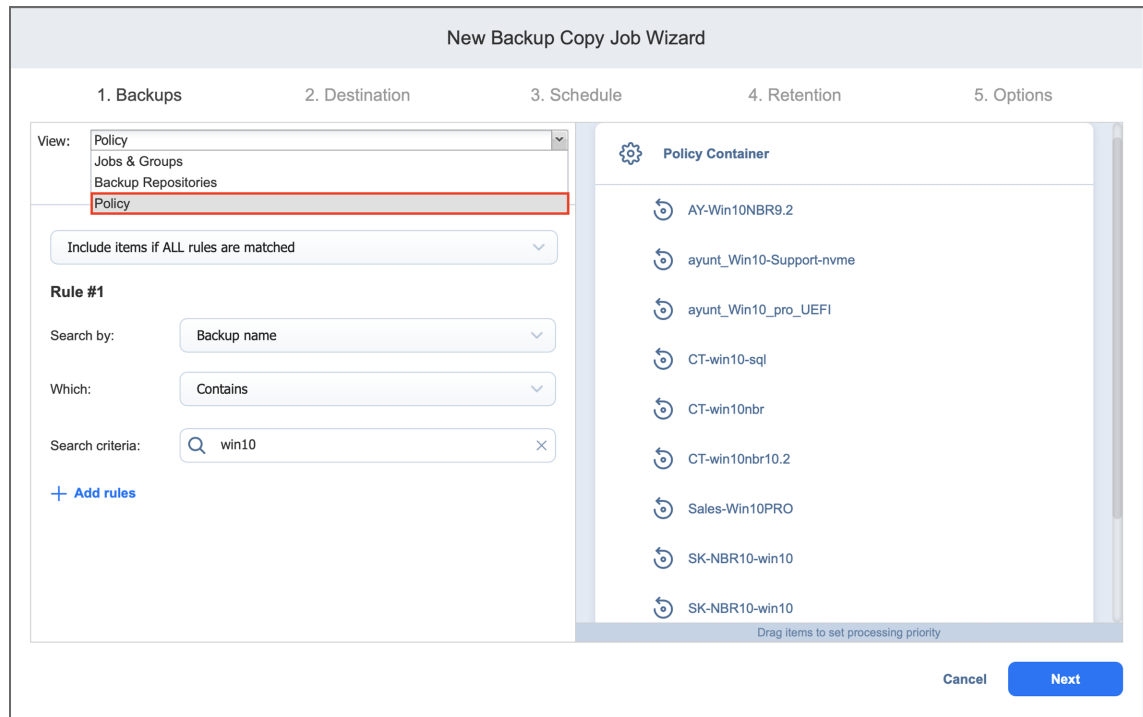 New Backup Copy Job Wizard
1. Backups 2. Destination 3. Schedule 4. Retention 5. Options
View: Policy
Jobs & Groups
Backup Repositories
Policy
Include items if ALL rules are matched
Rule #1
Search by: Backup name
Which: Contains
Search criteria: win10
Add rules
Policy Container
AY-Win10NBR9.2
ayunt_Win10-Support-nvme
ayunt_Win10_pro_UEFI
CT-win10-sql
CT-win10nbr
CT-win10nbr10.2
Sales-Win10PRO
SK-NBR10-win10
SK-NBR10-win10
Drag items to set processing priority
Cancel Next